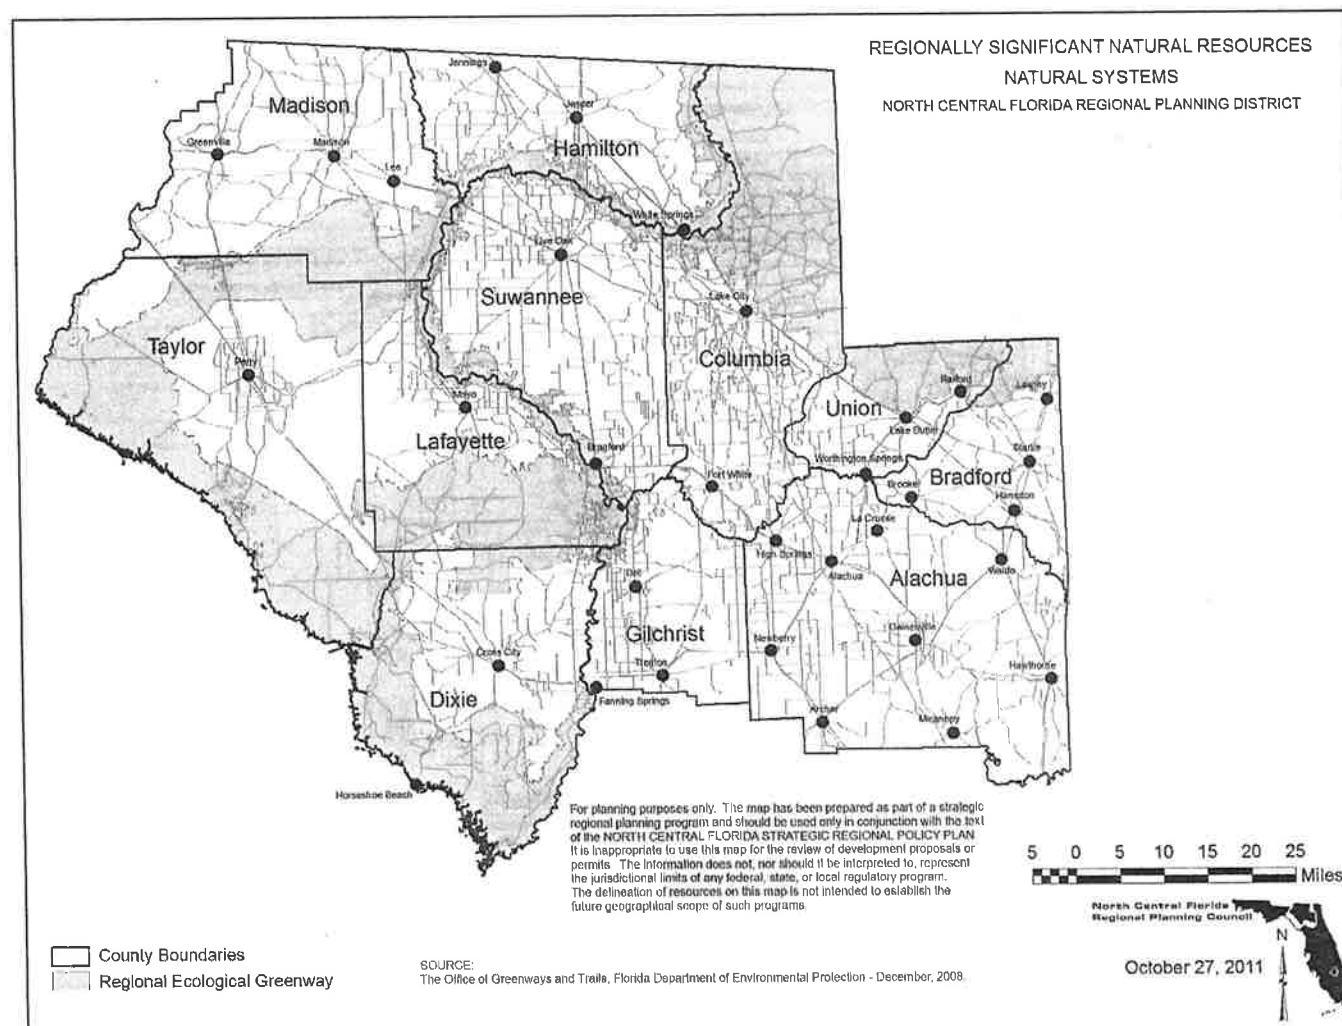 REGIONALLY SIGNIFICANT NATURAL RESOURCES
NATURAL SYSTEMS
NORTH CENTRAL FLORIDA REGIONAL PLANNING DISTRICT
Jennings
Madison
Jasper
Greenville
Madison
Hamilton
Lee
White Springs
Live Oak
Suwannee
Lake City
Taylor
Columbia
Perry
Raiford
Lawtey
Mayo
Union
Lake Butler
Lafayette
Branford
Starke
Worthington Springs
Fort White
Brooker
Bradford
Hampton
La Crosse
High Springs
Alachua
Waldo
Bell
Alachua
Gilchrist
Gainesville
Newberry
Cross City
Trenton
Hawthorne
Dixie
Fanning Springs
Archer
Micanopy
Horseshoe Beach
For planning purposes only. The map has been prepared as part of a strategic
regional planning program and should be used only in conjunction with the text
of the NORTH CENTRAL FLORIDA STRATEGIC REGIONAL POLICY PLAN
It is inappropriate to use this map for the review of development proposals or
permits. The information does not, nor should it be interpreted to, represent
the jurisdictional limits of any federal, state, or local regulatory program.
The delineation of resources on this map is not intended to establish the
future geographical scope of such programs.
5 0 5 10 15 20 25
Miles
North Central Florida
Regional Planning Council
N
County Boundaries
Regional Ecological Greenway
SOURCE:
The Office of Greenways and Trails, Florida Department of Environmental Protection - December, 2008.
October 27, 2011